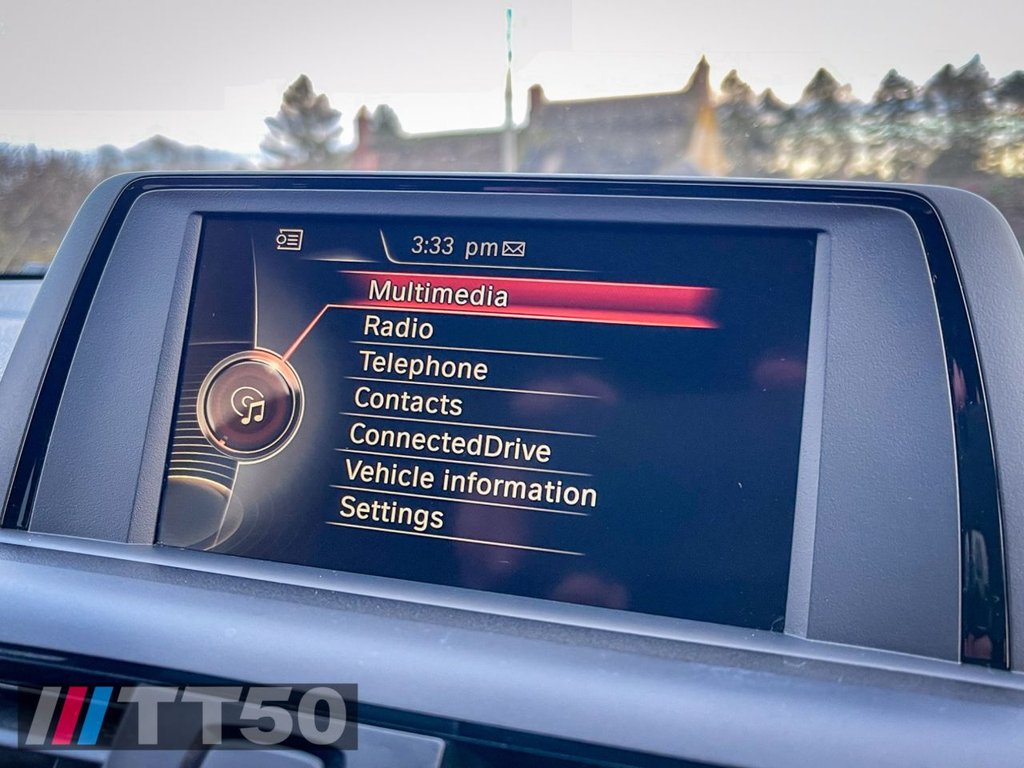 3:33 pm
Multimedia
Radio
Telephone
Contacts
ConnectedDrive
Vehicle information
Settings
TT50